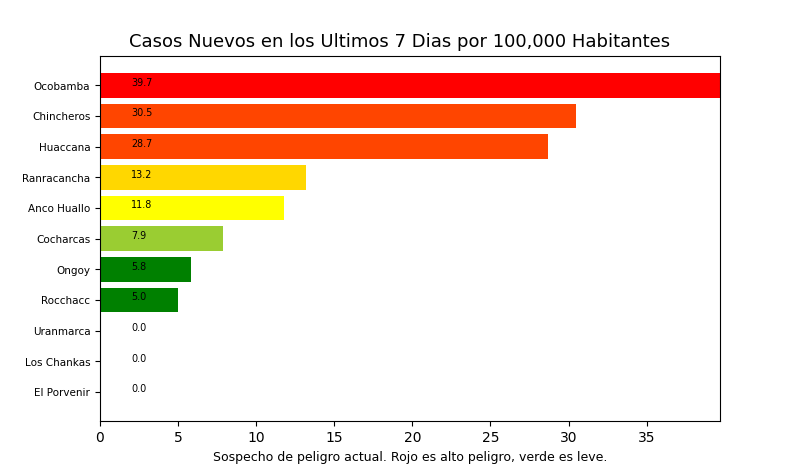 Casos Nuevos en los Ultimos 7 Dias por 100,000 Habitantes
Ocobamba 39.7
Chincheros 30.5
Huaccana 28.7
Ranracancha 13.2
Anco Huallo 11.8
Cocharcas 7.9
Ongoy 5.8
Rocchacc 5.0
Uranmarca 0.0
Los Chankas 0.0
El Porvenir 0.0
0 5 10 15 20 25 30 35
Sospecho de peligro actual. Rojo es alto peligro, verde es leve.